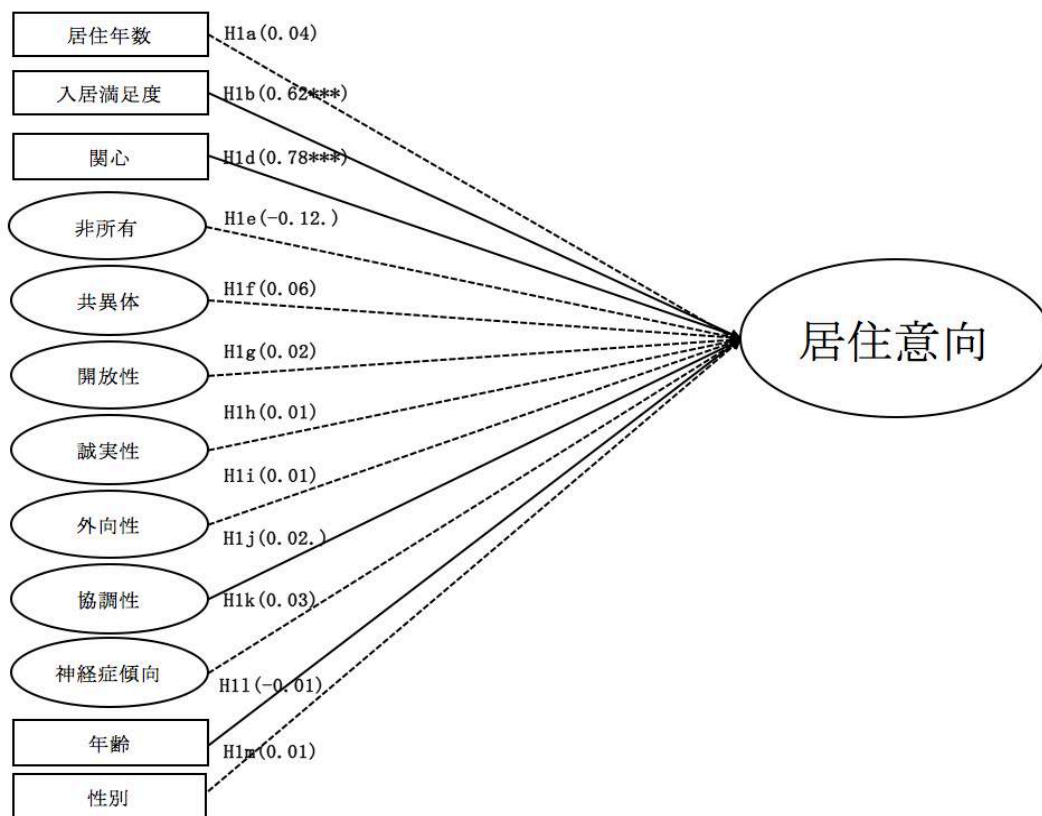 居住年数
H1a(0.04)
入居満足度
H1b(0.62***)
関心
H1d(0.78***)
非所有
H1e(-0.12.)
共異体
H1f(0.06)
開放性
H1g(0.02)
誠実性
H1h(0.01)
外向性
H1i(0.01)
協調性
H1j(0.02.)
神経症傾向
H1k(0.03)
年齢
H1l(-0.01)
性別
H1m(0.01)
居住意向